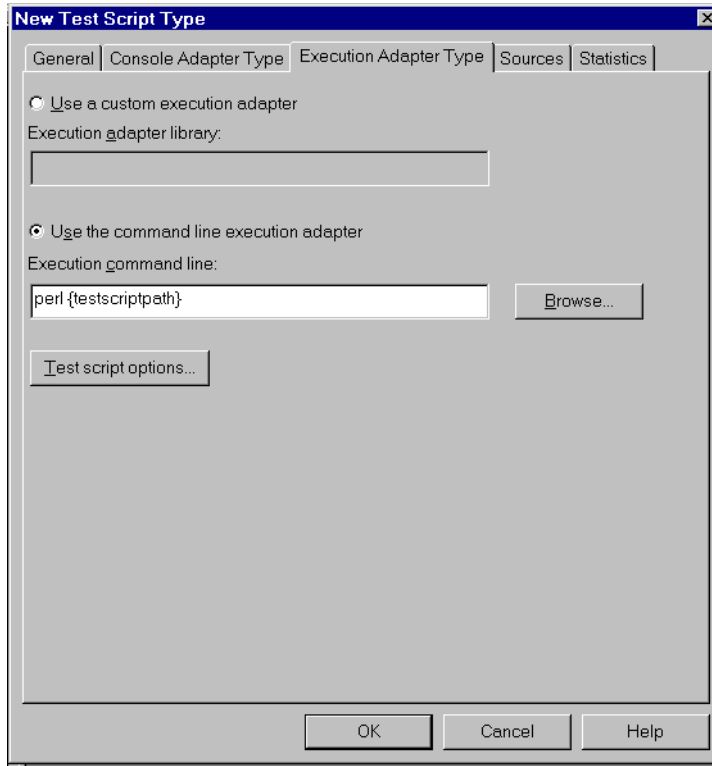 New Test Script Type
General Console Adapter Type Execution Adapter Type Sources Statistics
Use a custom execution adapter
Execution adapter library:
Use the command line execution adapter
Execution command line:
perl {testscriptpath}
Browse...
Test script options...
OK Cancel Help